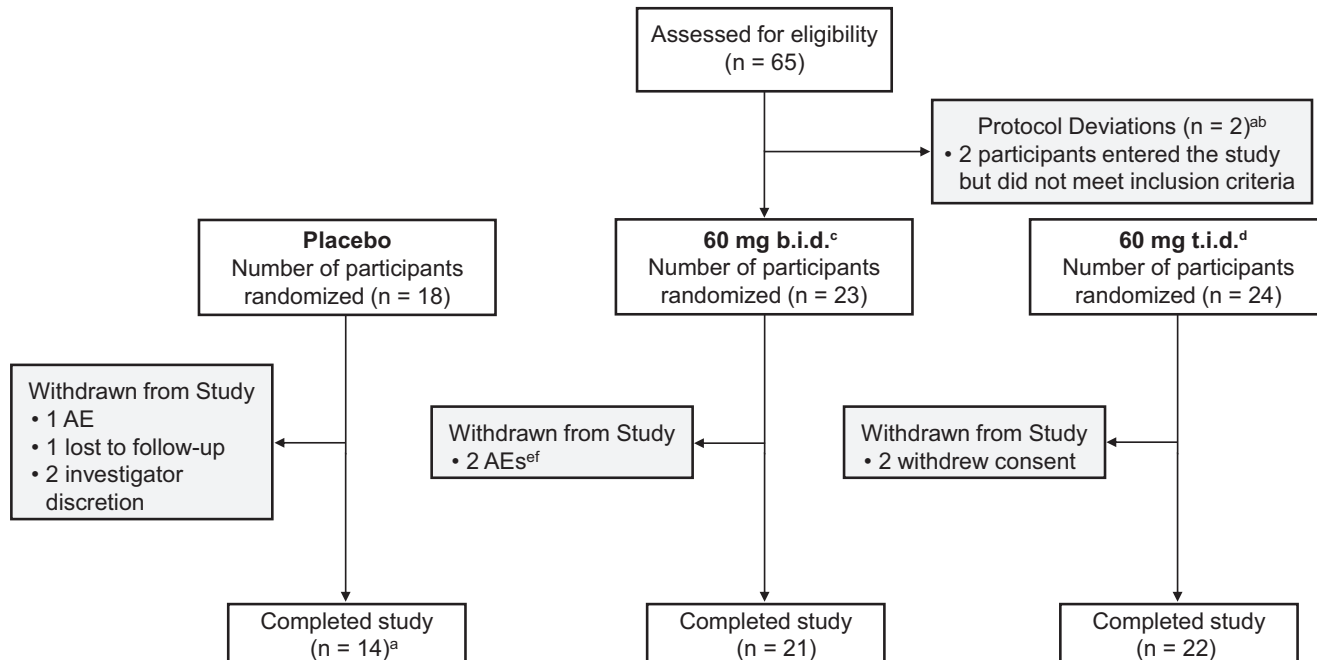 Assessed for eligibility
(n = 65)
Protocol Deviations (n = 2)ab
• 2 participants entered the study
but did not meet inclusion criteria
Placebo
Number of participants
randomized (n = 18)
60 mg b.i.d.c
Number of participants
randomized (n = 23)
60 mg t.i.d.d
Number of participants
randomized (n = 24)
Withdrawn from Study
• 1 AE
• 1 lost to follow-up
• 2 investigator
discretion
Withdrawn from Study
• 2 AEsef
Withdrawn from Study
• 2 withdrew consent
Completed study
(n = 14)a
Completed study
(n = 21)
Completed study
(n = 22)